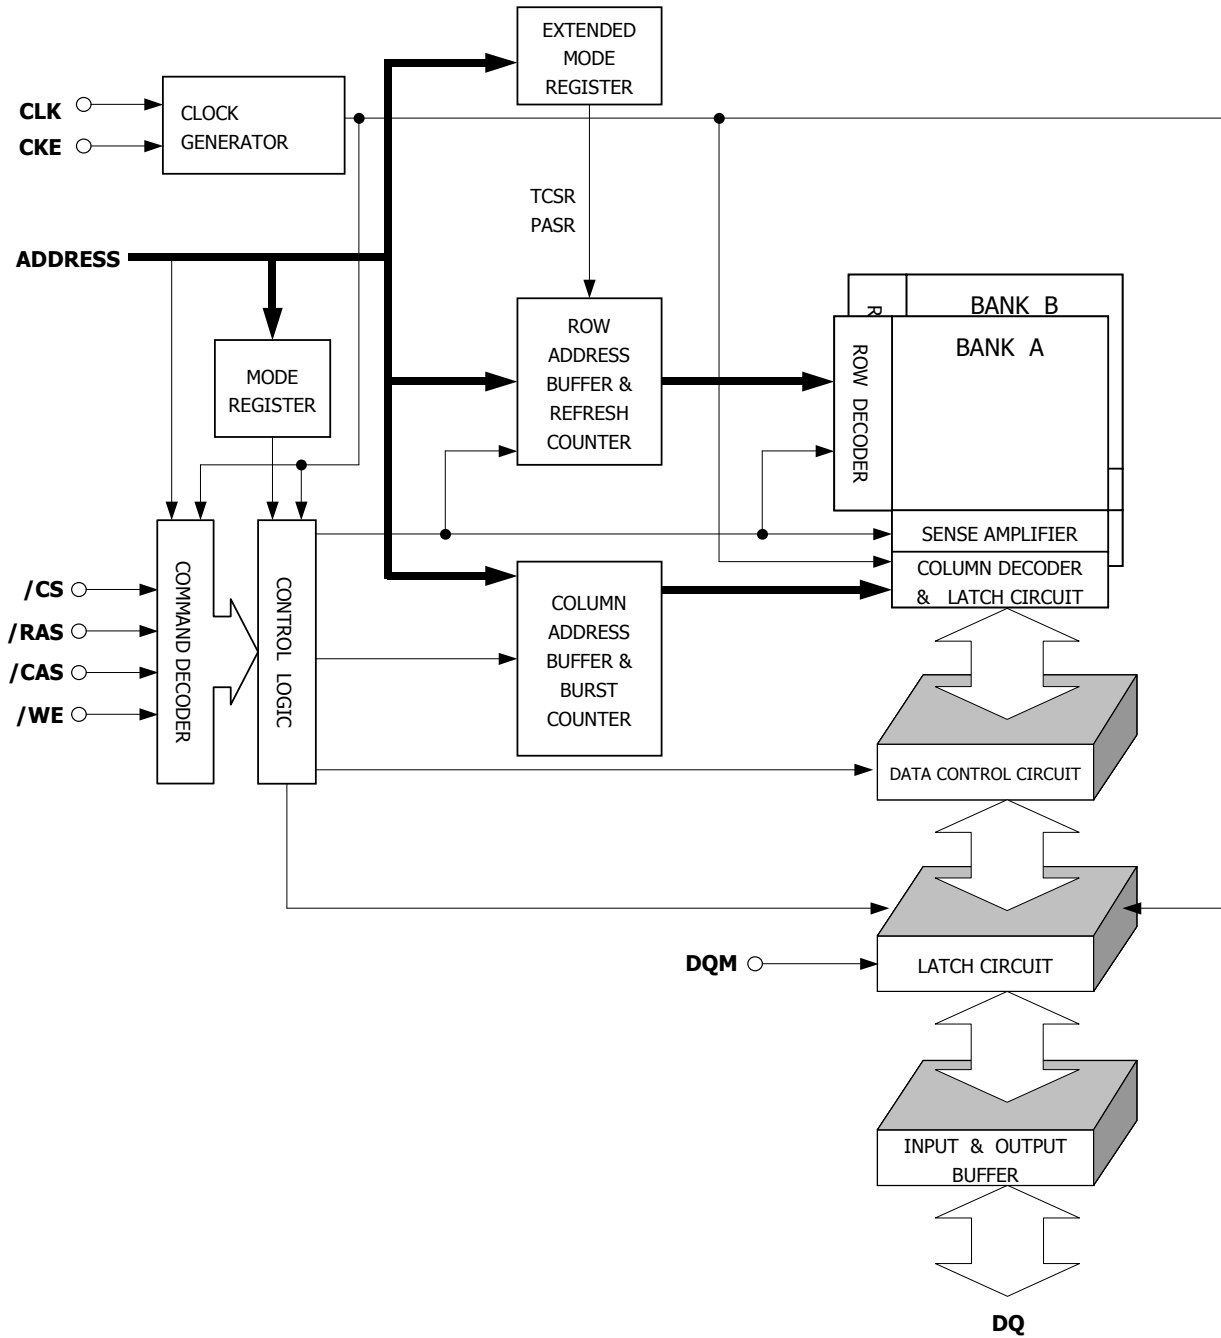 EXTENDED
MODE
REGISTER
CLK
CKE
CLOCK
GENERATOR
TCSR
PASR
ADDRESS
MODE
REGISTER
ROW
ADDRESS
BUFFER &
REFRESH
COUNTER
R
BANK B
ROW DECODER
BANK A
SENSE AMPLIFIER
COLUMN DECODER
& LATCH CIRCUIT
/CS
/RAS
/CAS
/WE
COMMAND DECODER
CONTROL LOGIC
COLUMN
ADDRESS
BUFFER &
BURST
COUNTER
DATA CONTROL CIRCUIT
DQM
LATCH CIRCUIT
INPUT & OUTPUT
BUFFER
DQ